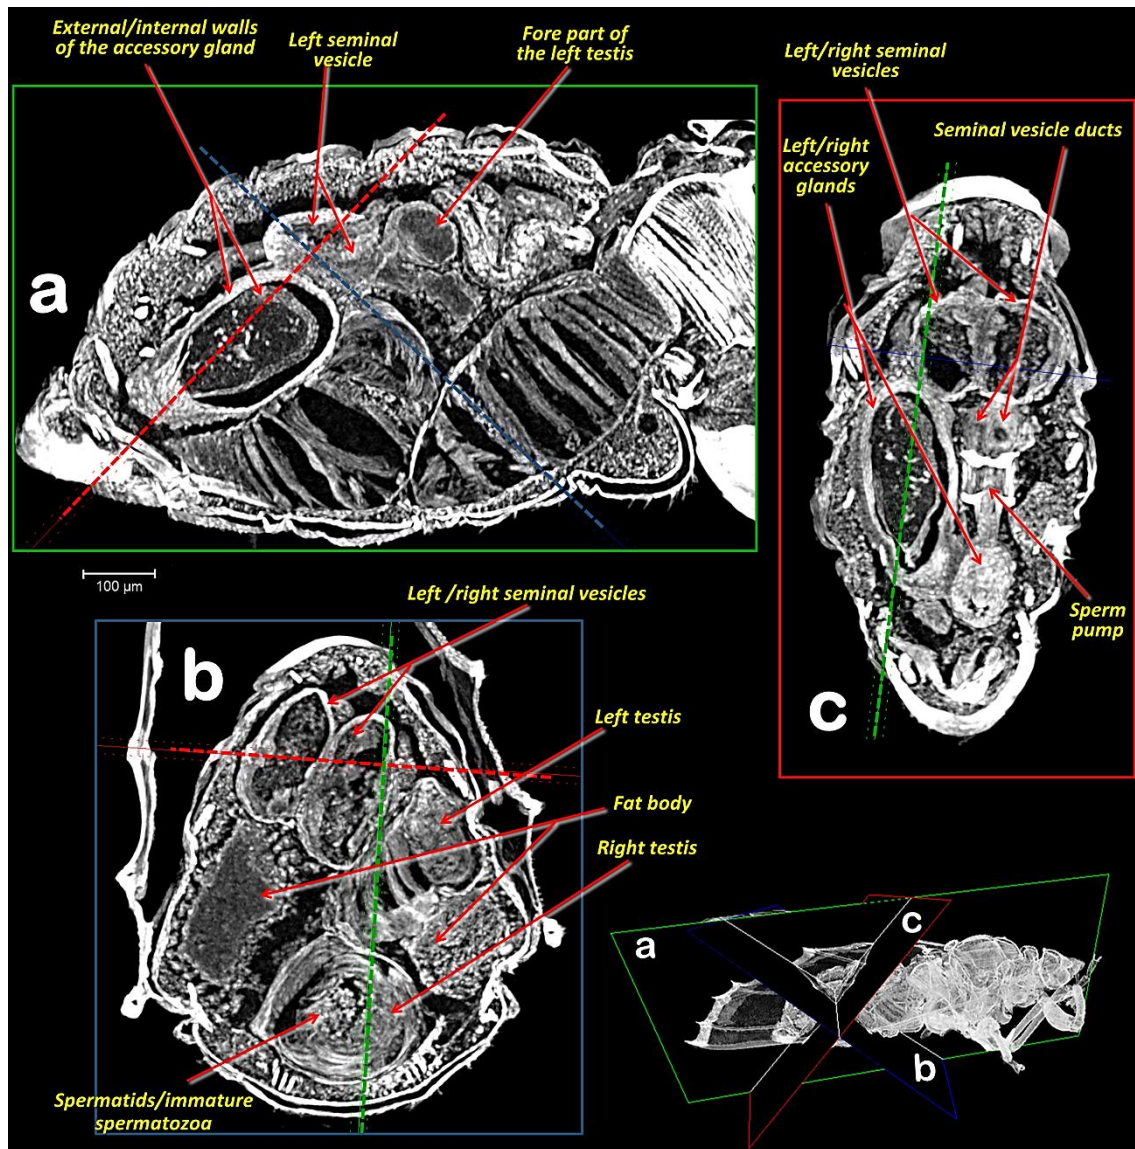 External/internal walls
of the accessory gland
Left seminal
vesicle
Fore part of
the left testis
a
100 µm
Left/right seminal
vesicles
Left/right
accessory
glands
Seminal vesicle ducts
Sperm
pump
c
Left /right seminal vesicles
b
Left testis
Fat body
Right testis
Spermatids/immature
spermatozoa
a
c
b